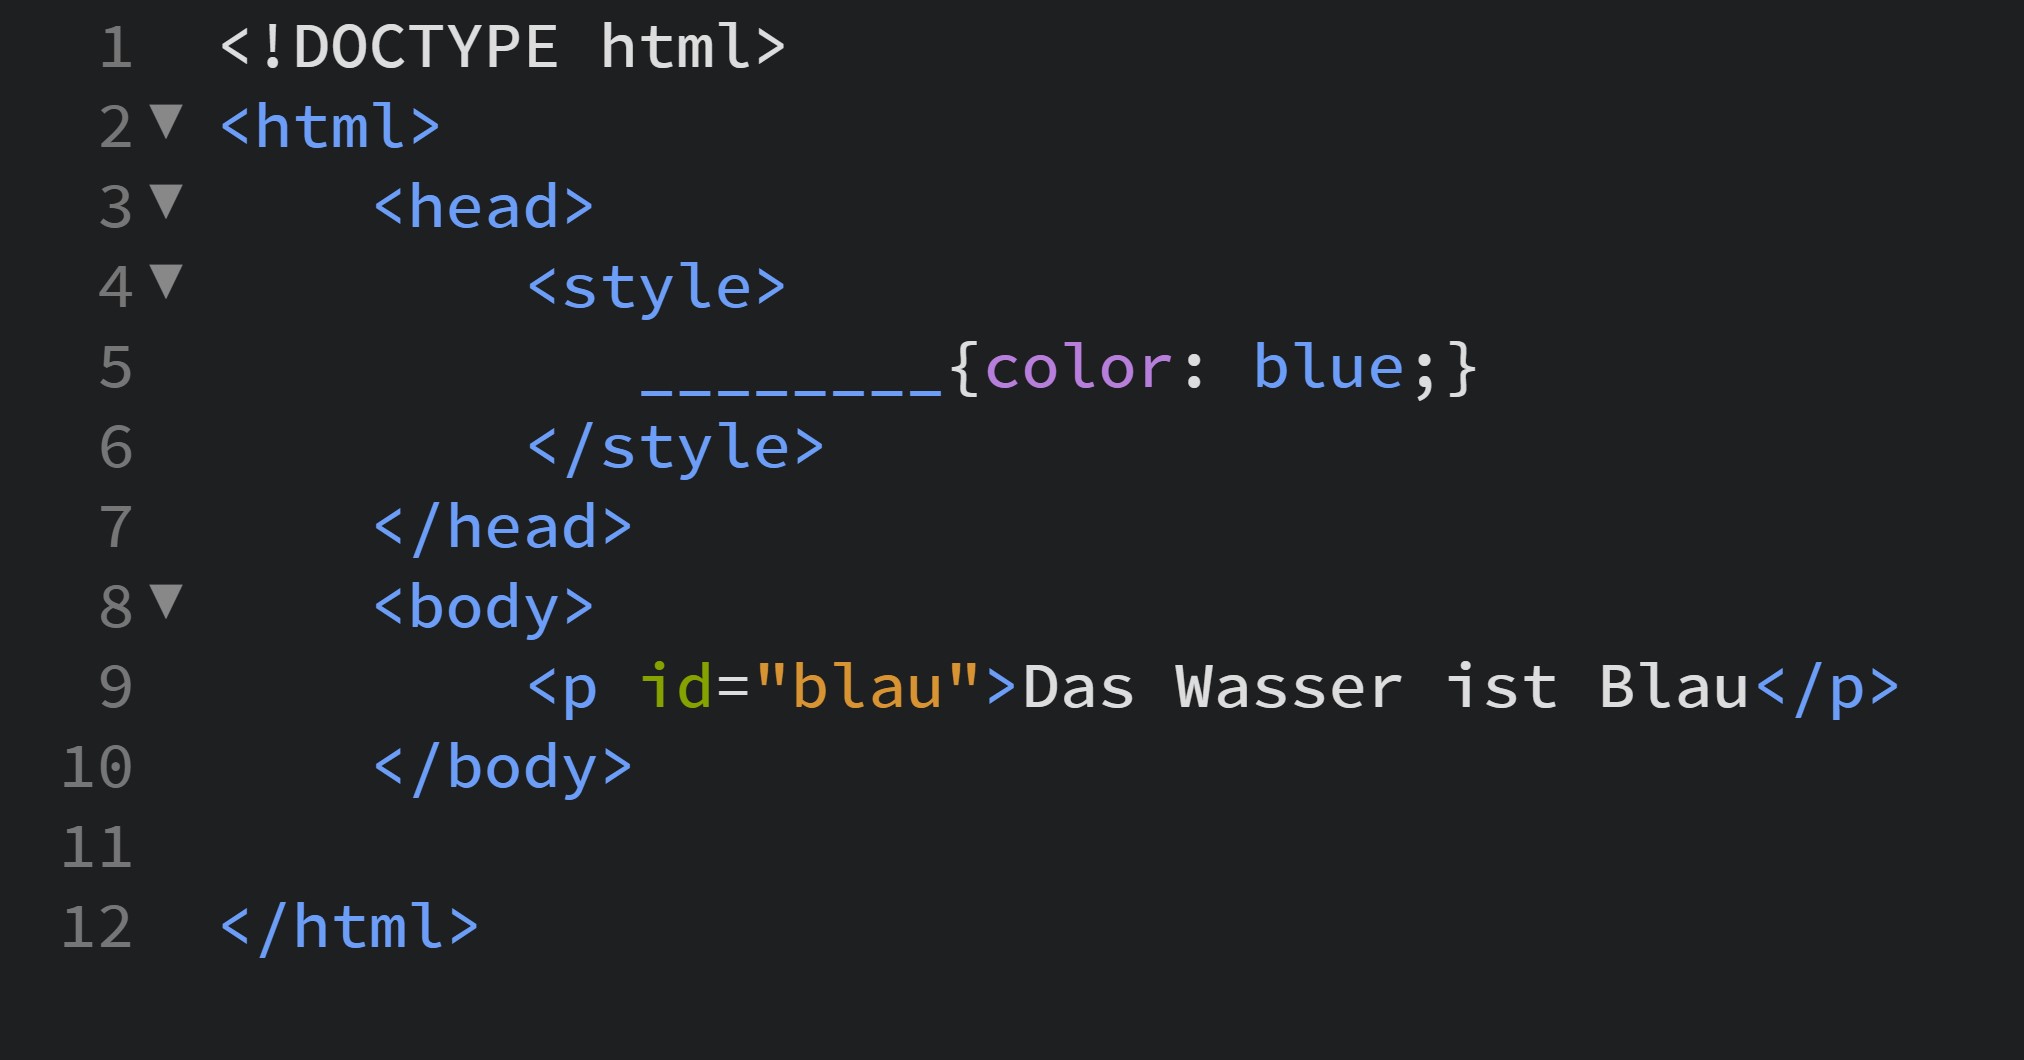 1 <!DOCTYPE html>
2 ▼ <html>
3 ▼     <head>
4 ▼         <style>
5            ________{color: blue;}
6         </style>
7     </head>
8 ▼     <body>
9         <p id="blau">Das Wasser ist Blau</p>
10     </body>
11
12 </html>